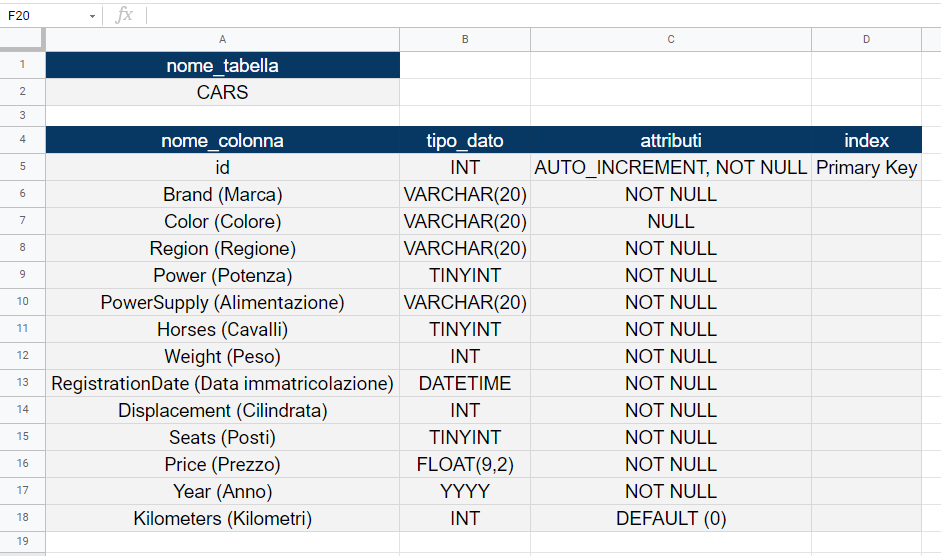 F20 fx
A B C D
1 nome_tabella
2 CARS
3
4 nome_colonna tipo_dato attributi index
5 id INT AUTO_INCREMENT, NOT NULL Primary Key
6 Brand (Marca) VARCHAR(20) NOT NULL
7 Color (Colore) VARCHAR(20) NULL
8 Region (Regione) VARCHAR(20) NOT NULL
9 Power (Potenza) TINYINT NOT NULL
10 PowerSupply (Alimentazione) VARCHAR(20) NOT NULL
11 Horses (Cavalli) TINYINT NOT NULL
12 Weight (Peso) INT NOT NULL
13 RegistrationDate (Data immatricolazione) DATETIME NOT NULL
14 Displacement (Cilindrata) INT NOT NULL
15 Seats (Posti) TINYINT NOT NULL
16 Price (Prezzo) FLOAT(9,2) NOT NULL
17 Year (Anno) YYYY NOT NULL
18 Kilometers (Kilometri) INT DEFAULT (0)
19